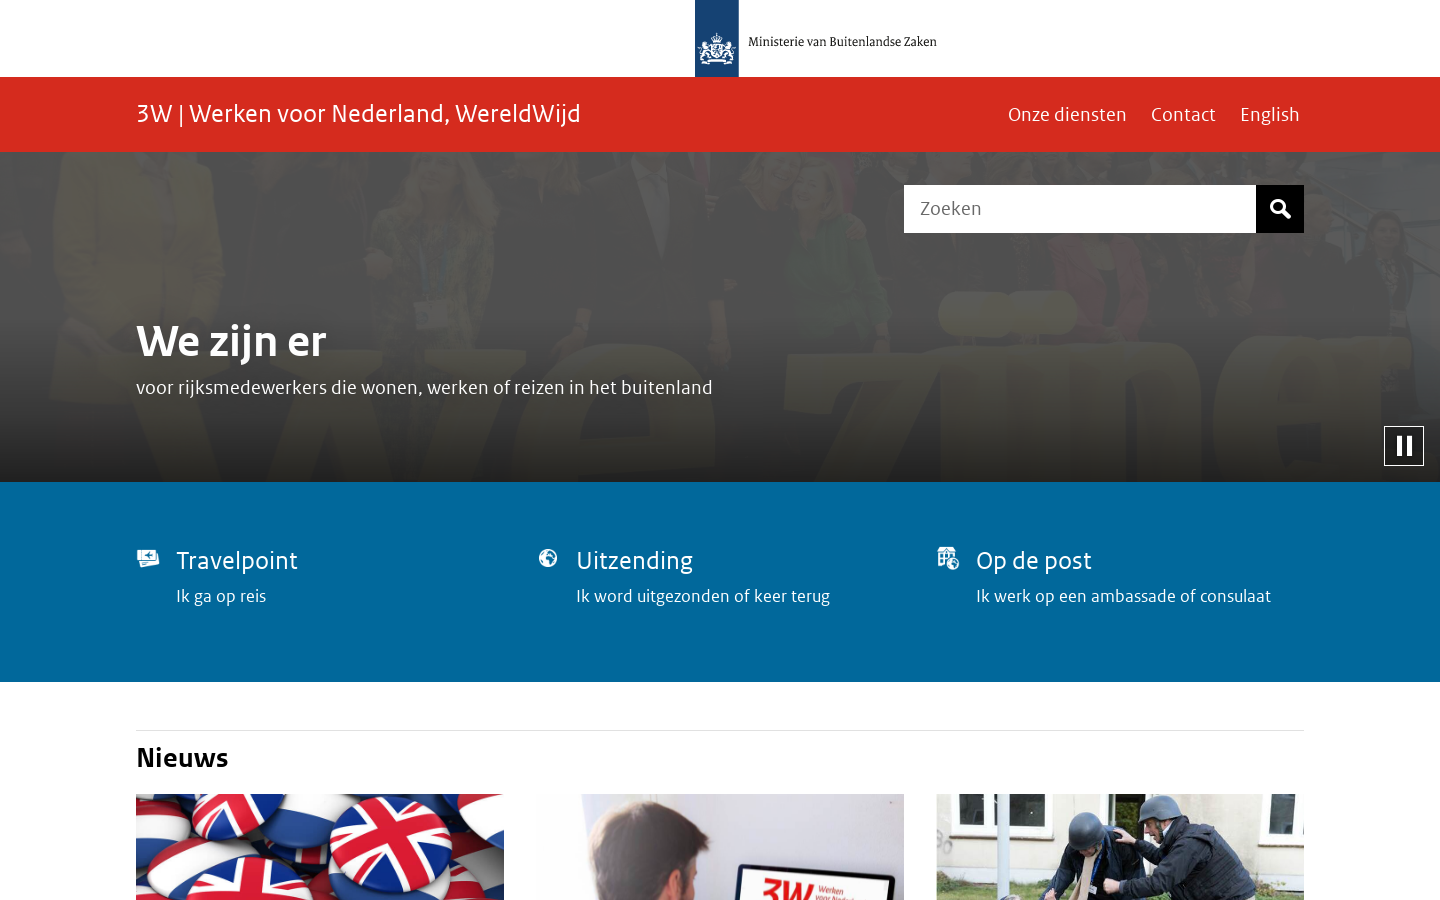 Ministerie van Buitenlandse Zaken
3W | Werken voor Nederland, WereldWijd
Onze diensten
Contact
English
Zoeken
We zijn er
voor rijksmedewerkers die wonen, werken of reizen in het buitenland
we zijn e
Travelpoint
Ik ga op reis
Uitzending
Ik word uitgezonden of keer terug
Op de post
Ik werk op een ambassade of consulaat
Nieuws
3W Werken